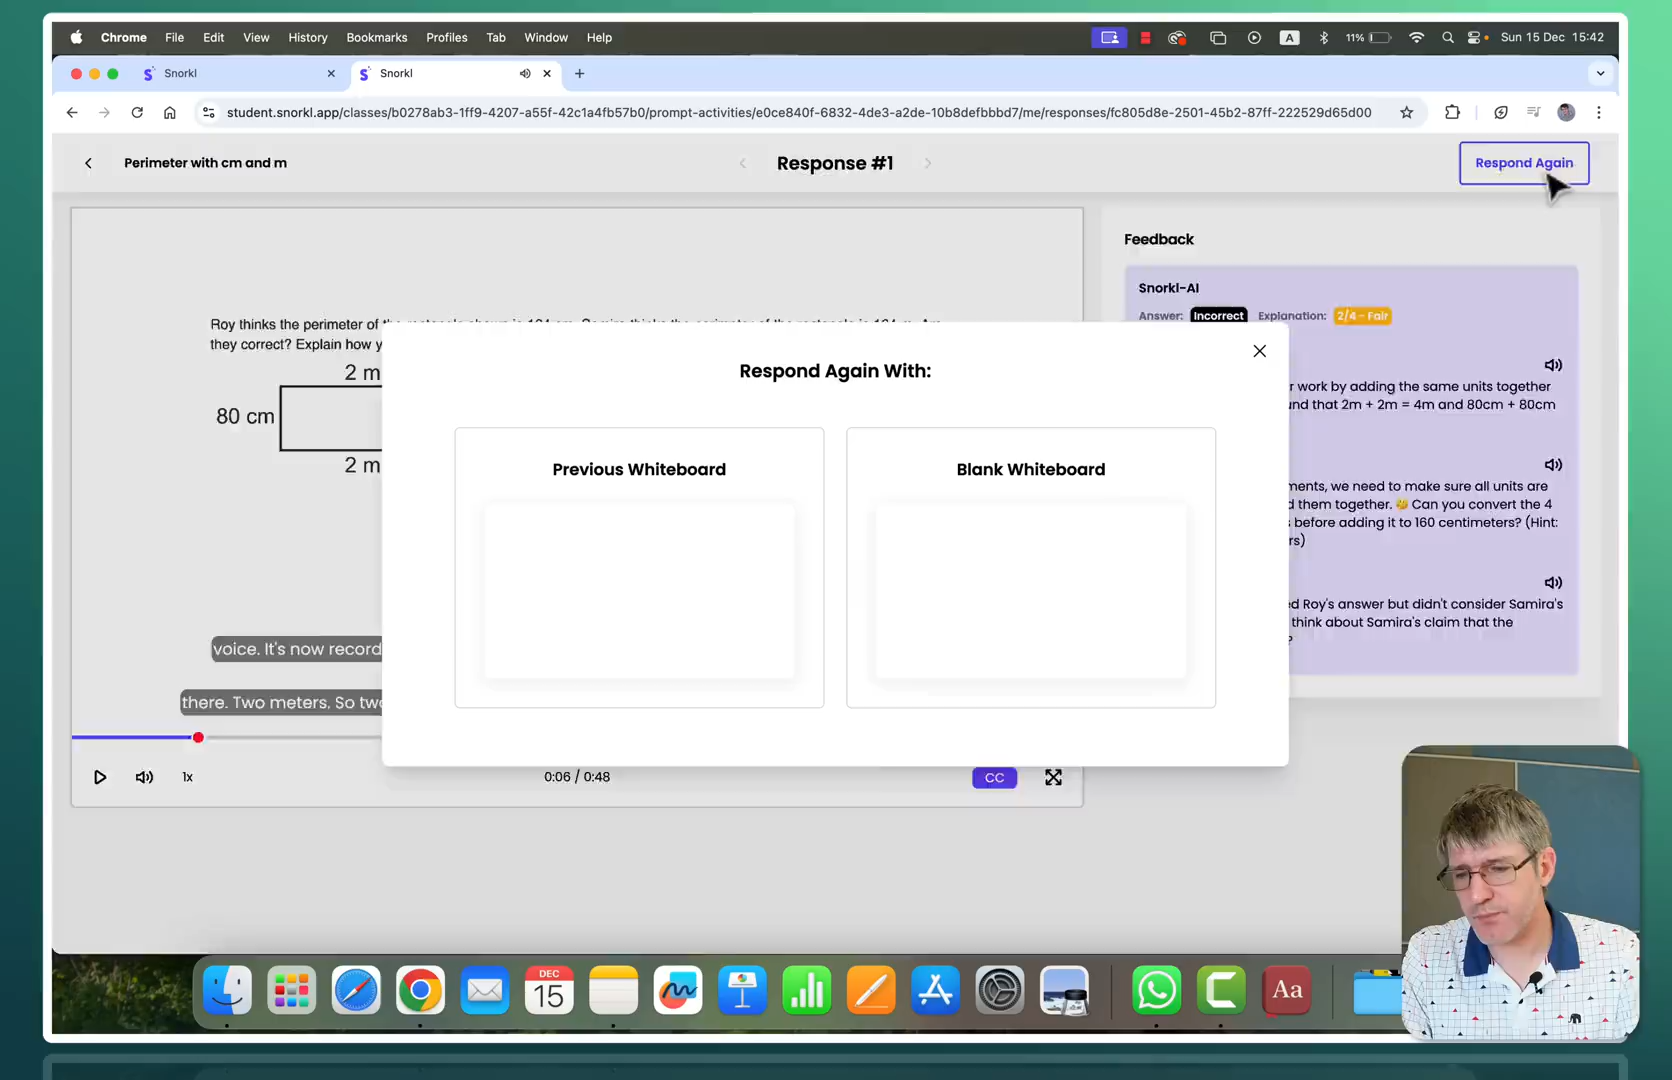 Chrome File Edit View History Bookmarks Profiles Tab Window Help A 11% Sun 15 Dec 15:42
Snorkl Snorkl
student.snorkl.app/classes/b0278ab3-1ff9-4207-a55f-42c1a4fb57b0/prompt-activities/e0ce840f-6832-4de3-a2de-10b8defbbbd7/me/responses/fc805d8e-2501-45b2-87ff-222529d65d00
Perimeter with cm and m Response #1 Respond Again
Feedback
Snorkl-AI
Answer: Incorrect Explanation: 2/4 - Fair
Roy thinks the perimeter of
they correct? Explain how y
2 m
80 cm
2 m
Respond Again With:
Previous Whiteboard Blank Whiteboard
r work by adding the same units together
und that 2m + 2m = 4m and 80cm + 80cm
ments, we need to make sure all units are
d them together. 🤔 Can you convert the 4
s before adding it to 160 centimeters? (Hint:
rs)
ed Roy's answer but didn't consider Samira's
think about Samira's claim that the
?
voice. It's now record
there. Two meters. So two
1x 0:06 / 0:48 CC
DEC
15
Aa